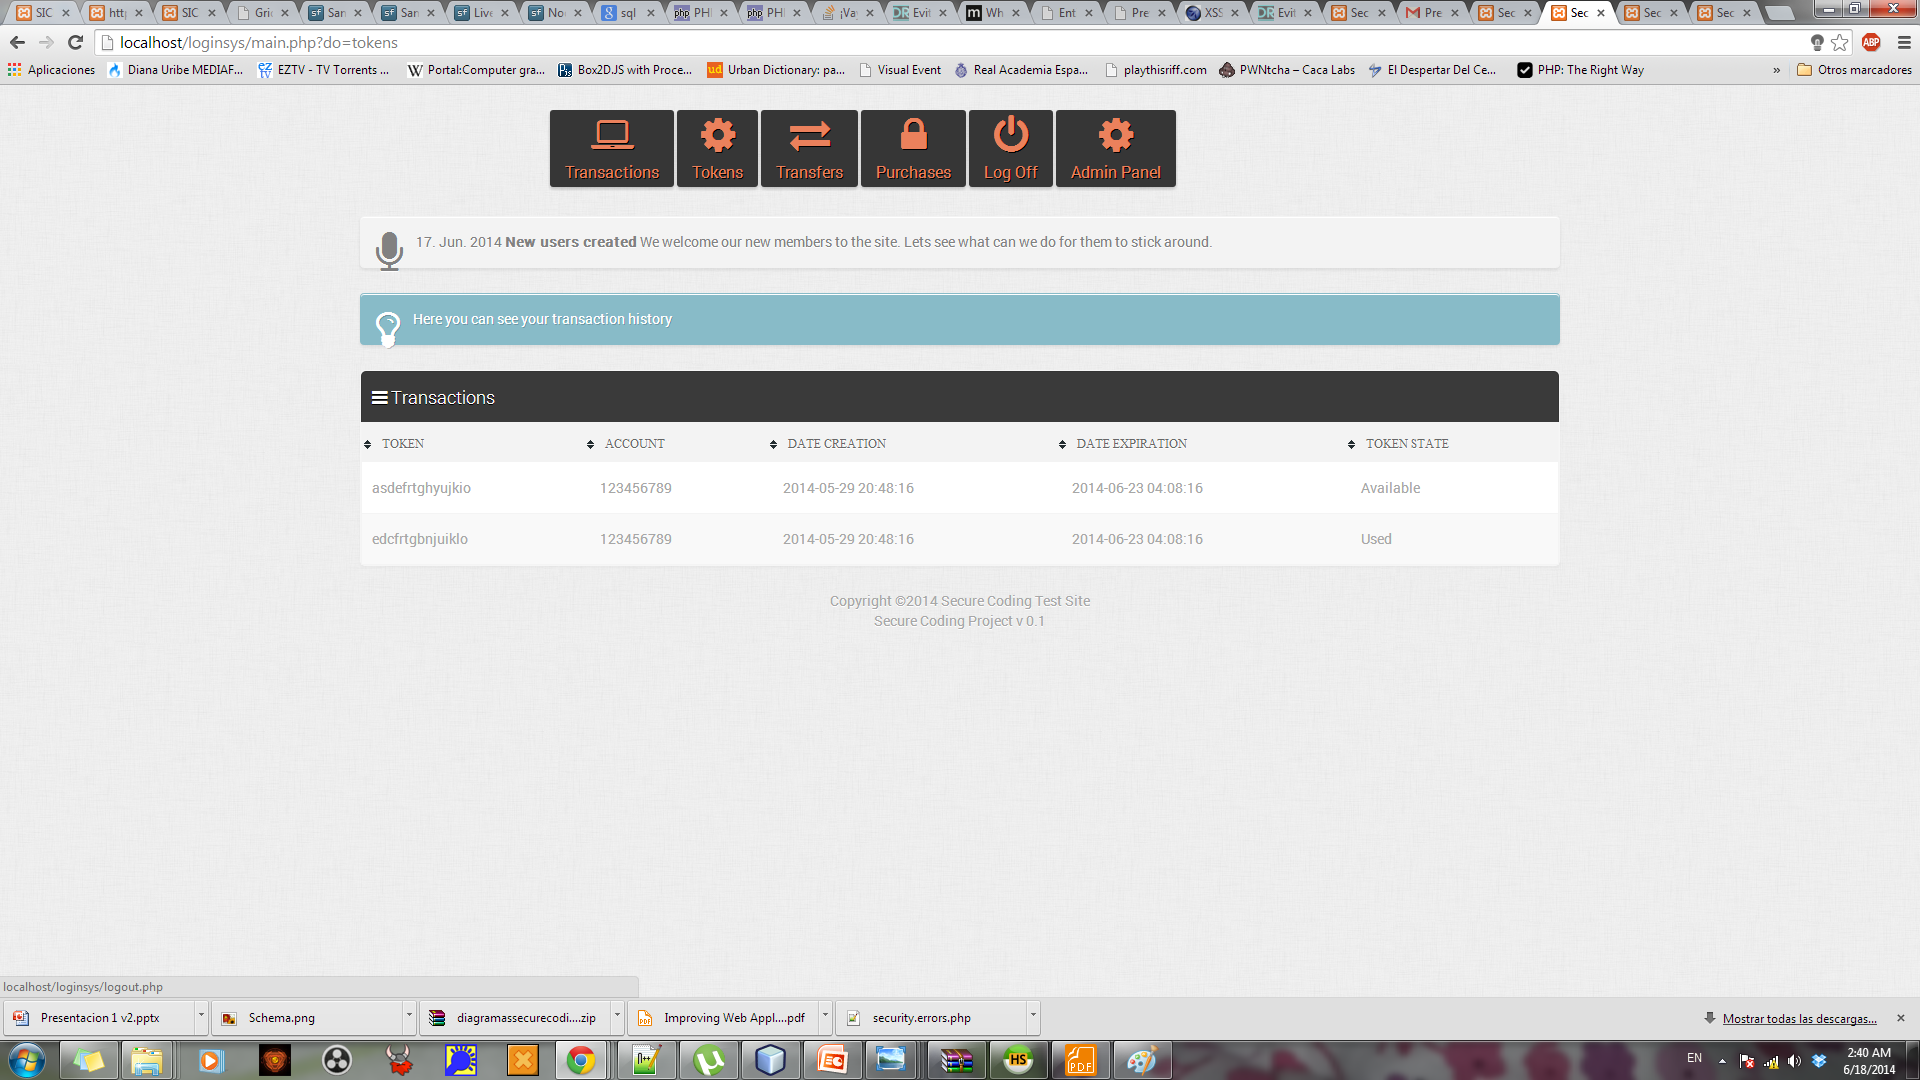 SIC
htt
SIC
Gric
San
San
Live
No
sql
PHI
PHI
¡Va
Evit
Wh
Ent
Pre
XSS
Evit
Sec
Pre
Sec
Sec
Sec
Sec
localhost/loginsys/main.php?do=tokens
ABP
Aplicaciones
Diana Uribe MEDIAF...
EZTV - TV Torrents ...
Portal:Computer gra...
Box2D.JS with Proce...
Urban Dictionary: pa...
Visual Event
Real Academia Espa...
playthisriff.com
PWNtcha – Caca Labs
El Despertar Del Ce...
PHP: The Right Way
»
Otros marcadores
Transactions
Tokens
Transfers
Purchases
Log Off
Admin Panel
17. Jun. 2014 New users created We welcome our new members to the site. Lets see what can we do for them to stick around.
Here you can see your transaction history
Transactions
TOKEN ACCOUNT DATE CREATION DATE EXPIRATION TOKEN STATE
asdefrtghyujkio 123456789 2014-05-29 20:48:16 2014-06-23 04:08:16 Available
edcfrtgbnjuiklo 123456789 2014-05-29 20:48:16 2014-06-23 04:08:16 Used
Copyright ©2014 Secure Coding Test Site
Secure Coding Project v 0.1
localhost/loginsys/logout.php
Presentacion 1 v2.pptx
Schema.png
diagramassecurecodi....zip
Improving Web Appl....pdf
security.errors.php
Mostrar todas las descargas...
EN
2:40 AM
6/18/2014